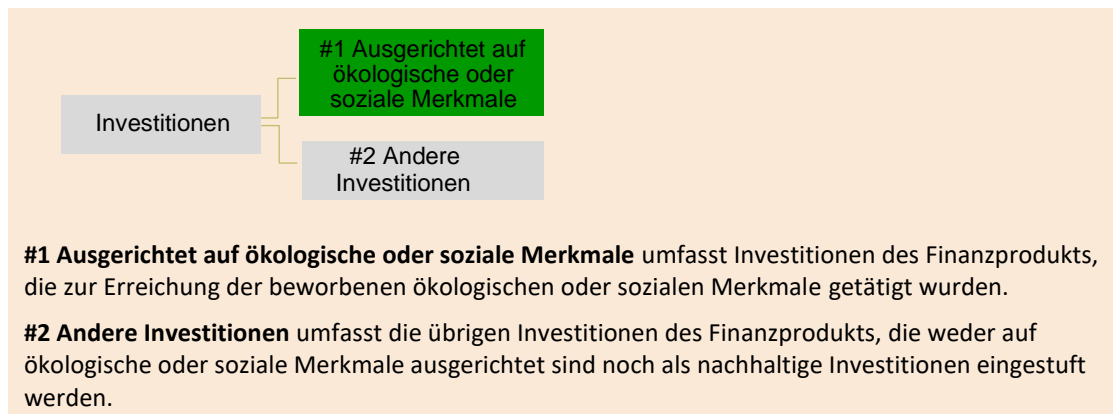 #1 Ausgerichtet auf
ökologische oder
soziale Merkmale
Investitionen
#2 Andere
Investitionen
#1 Ausgerichtet auf ökologische oder soziale Merkmale umfasst Investitionen des Finanzprodukts,
die zur Erreichung der beworbenen ökologischen oder sozialen Merkmale getätigt wurden.
#2 Andere Investitionen umfasst die übrigen Investitionen des Finanzprodukts, die weder auf
ökologische oder soziale Merkmale ausgerichtet sind noch als nachhaltige Investitionen eingestuft
werden.